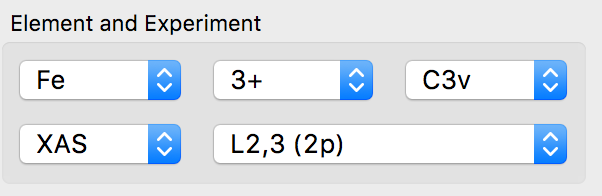 Element and Experiment
Fe 3+ C3v
XAS L2,3 (2p)